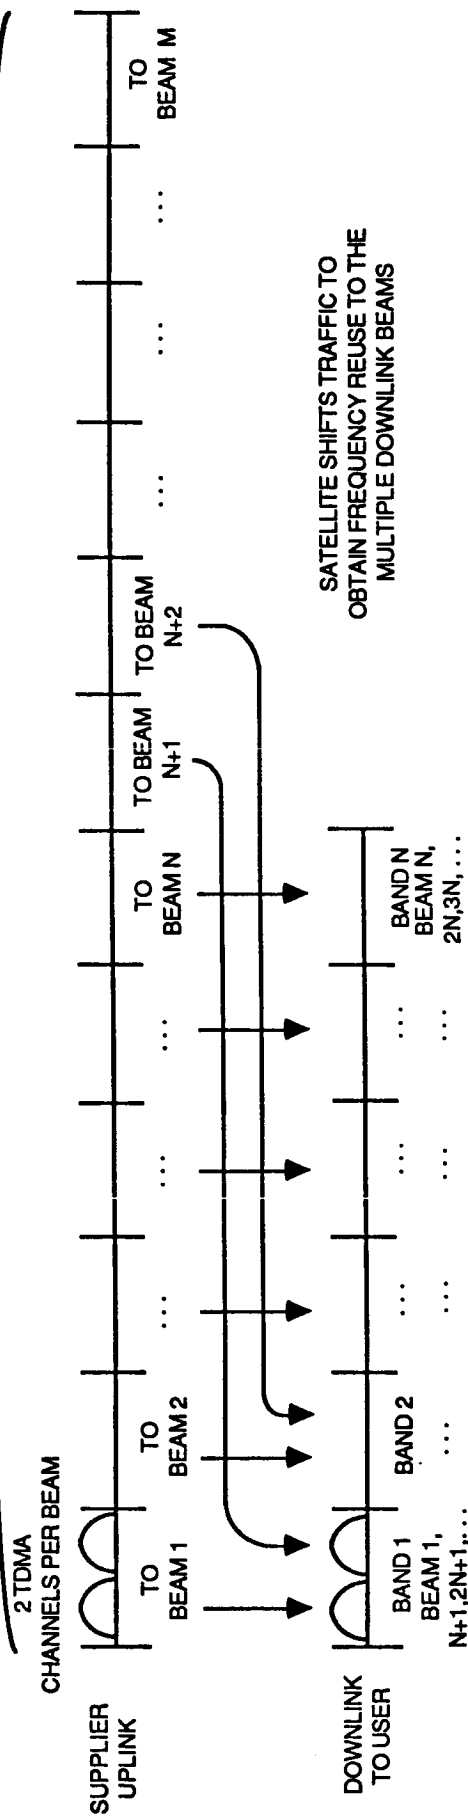 2 TDMA
CHANNELS PER BEAM
SUPPLIER
UPLINK
TO
BEAM 1
TO
BEAM 2
...
...
...
TO
BEAM N
TO BEAM
N+1
TO BEAM
N+2
...
...
...
TO
BEAM M
DOWNLINK
TO USER
BAND 1
BEAM 1,
N+1,2N+1,...
BAND 2
...
...
...
...
...
...
...
BAND N
BEAM N,
2N,3N,...
SATELLITE SHIFTS TRAFFIC TO
OBTAIN FREQUENCY REUSE TO THE
MULTIPLE DOWNLINK BEAMS